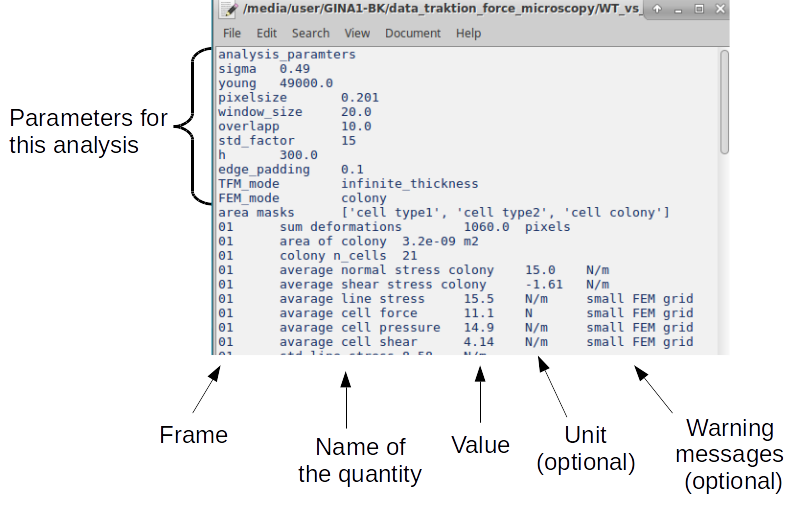 /media/user/GINA1-BK/data_traktion_force_microscopy/WT_vs_
File Edit Search View Document Help
analysis_paramters
sigma 0.49
young 49000.0
pixelsize 0.201
window_size 20.0
overlapp 10.0
std_factor 15
h 300.0
edge_padding 0.1
TFM_mode infinite_thickness
FEM_mode colony
area masks ['cell type1', 'cell type2', 'cell colony']
01 sum deformations 1060.0 pixels
01 area of colony 3.2e-09 m2
01 colony n_cells 21
01 avarage normal stress colony 15.0 N/m
01 avarage shear stress colony -1.61 N/m
01 avarage line stress 15.5 N/m small FEM grid
01 avarage cell force 11.1 N small FEM grid
01 avarage cell pressure 14.9 N/m small FEM grid
01 avarage cell shear 4.14 N/m small FEM grid
Parameters for
this analysis
Frame
Name of
the quantity
Value
Unit
(optional)
Warning
messages
(optional)